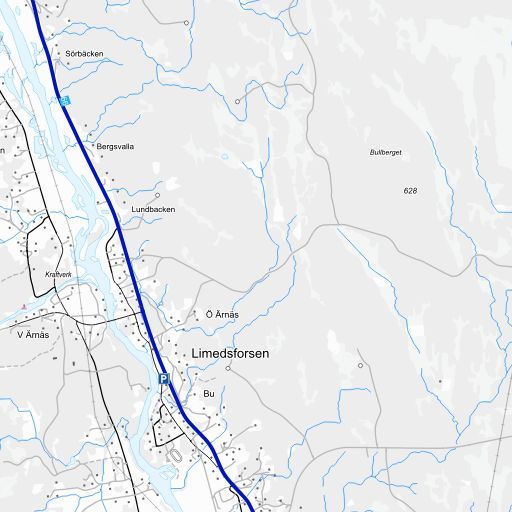 Sörbäcken
Bergsvalla
Bullberget
628
Lundbacken
Kraftverk
Ö Ärnäs
V Ärnäs
Limedsforsen
P
Bu